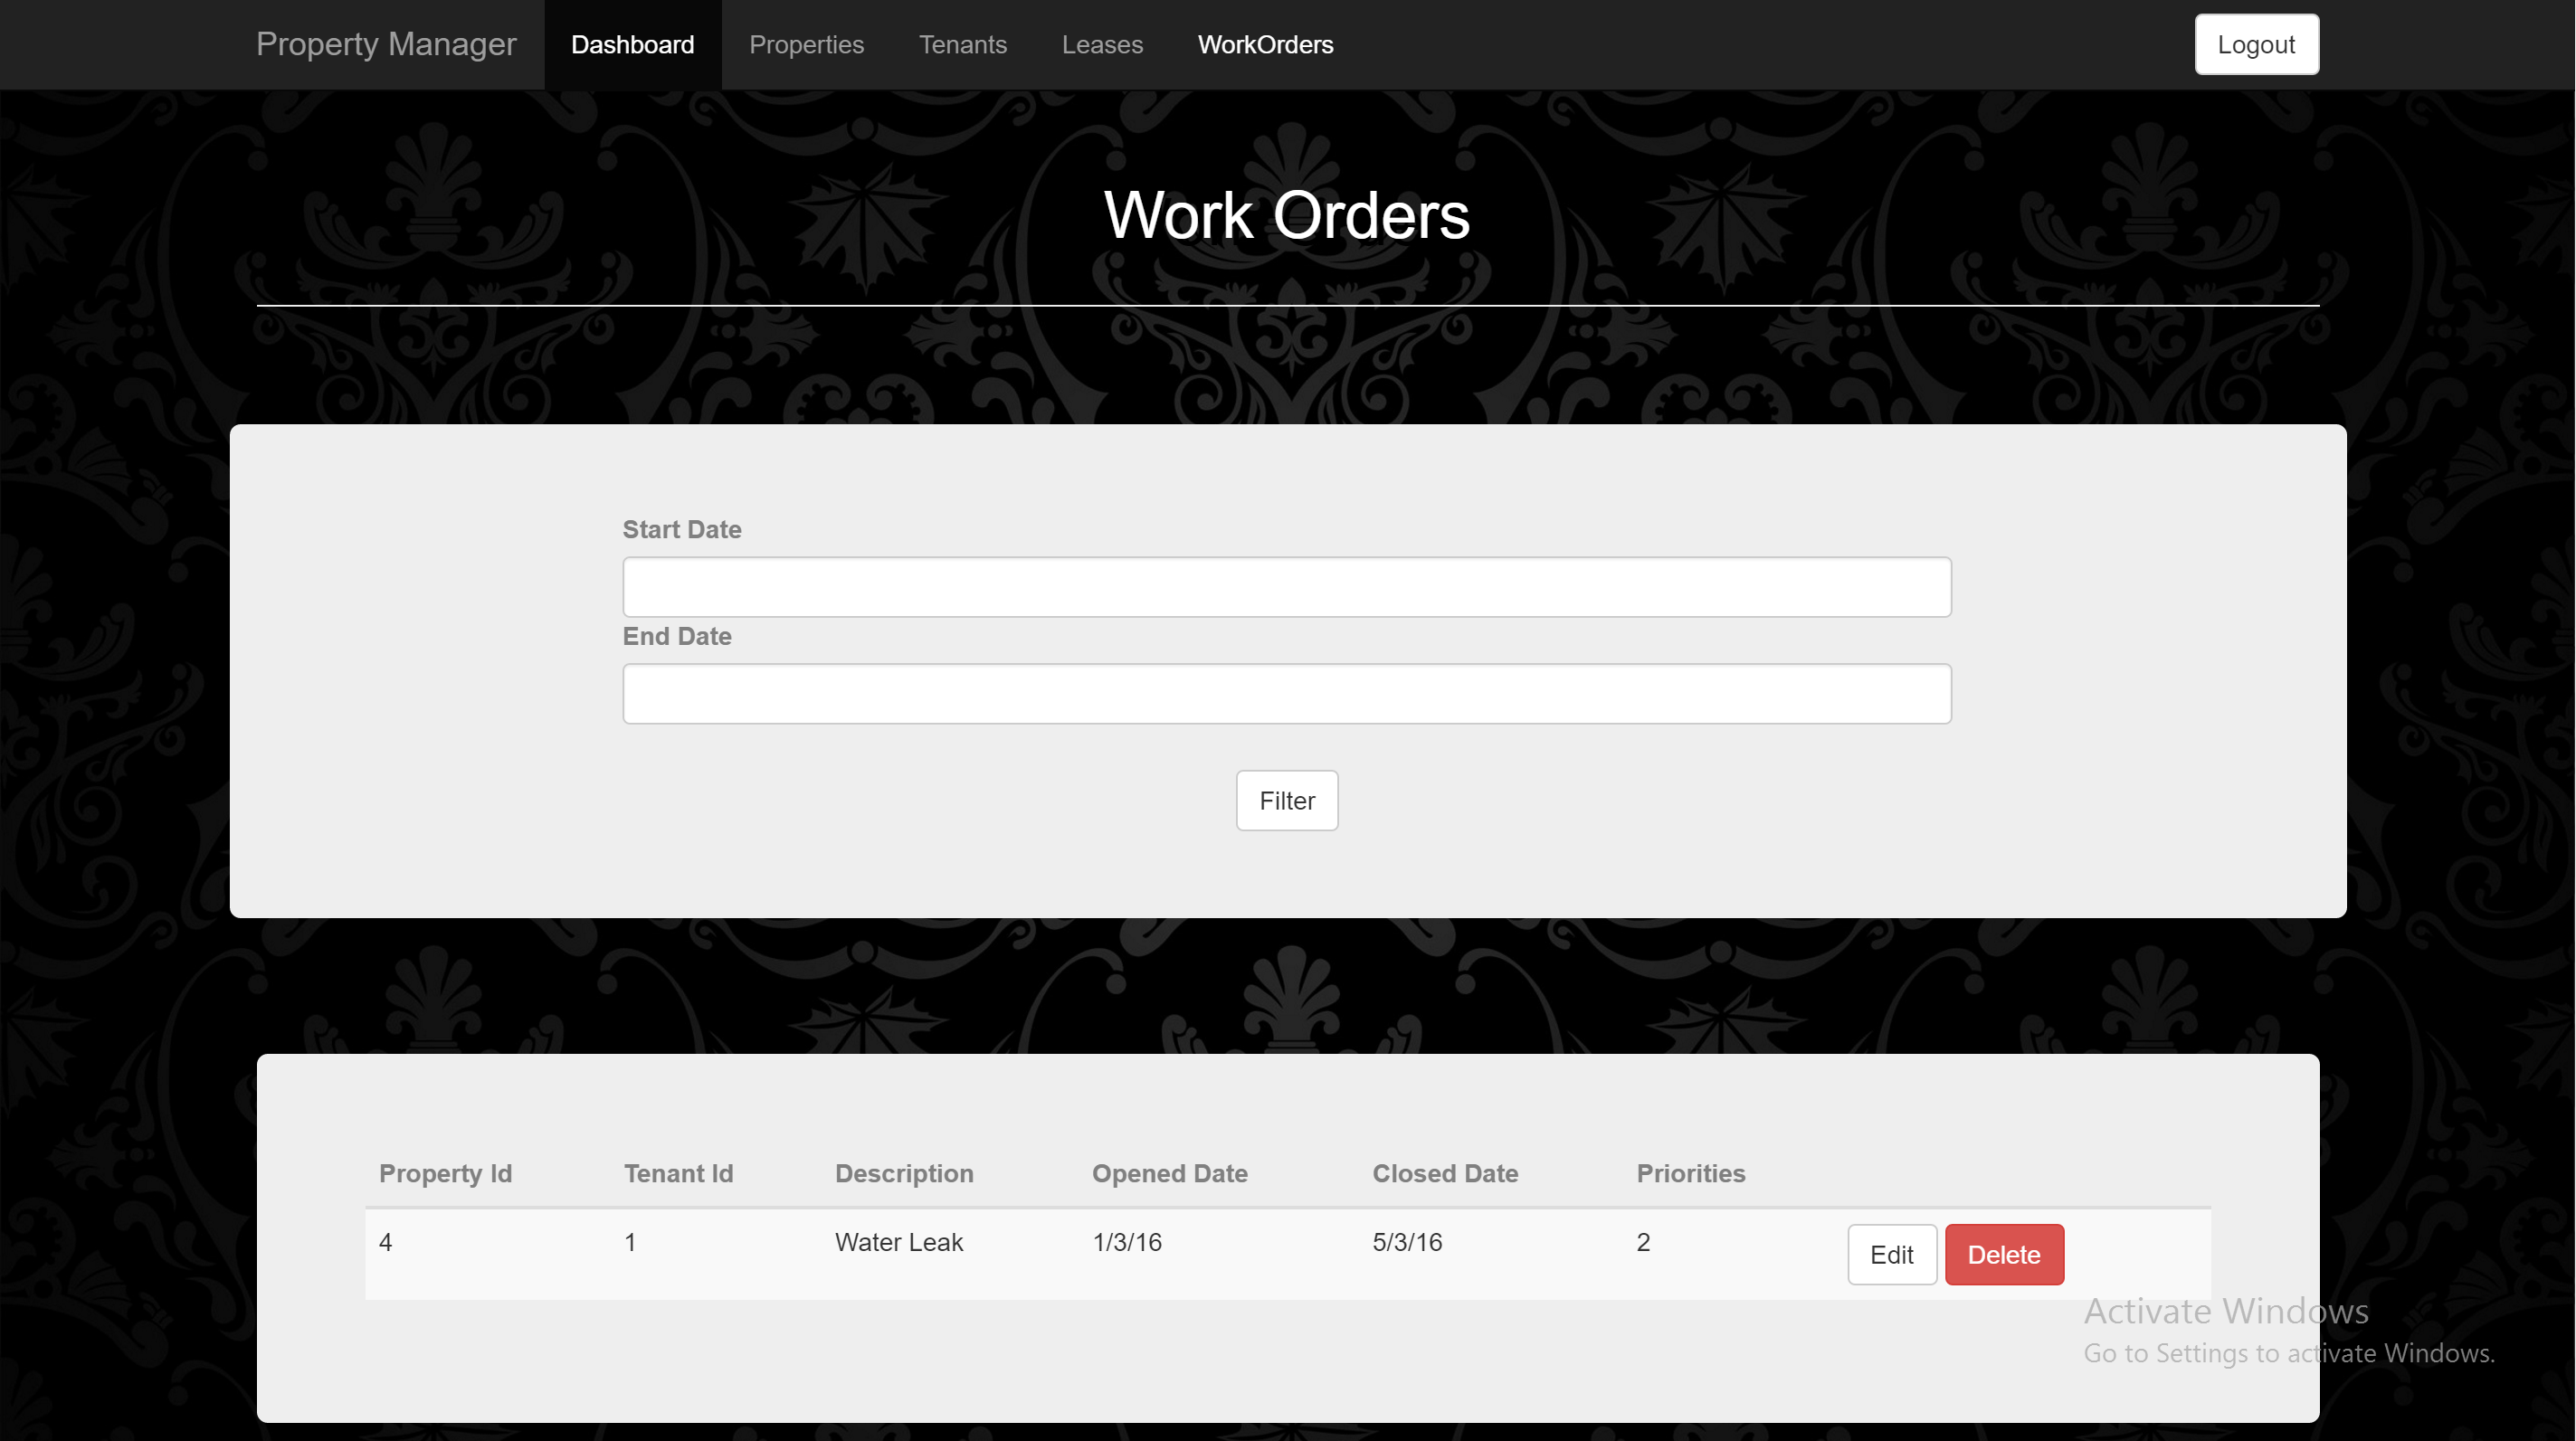 Property Manager Dashboard Properties Tenants Leases WorkOrders Logout
Work Orders
Start Date
End Date
Filter
Property Id Tenant Id Description Opened Date Closed Date Priorities
4 1 Water Leak 1/3/16 5/3/16 2 Edit Delete
Activate Windows
Go to Settings to activate Windows.